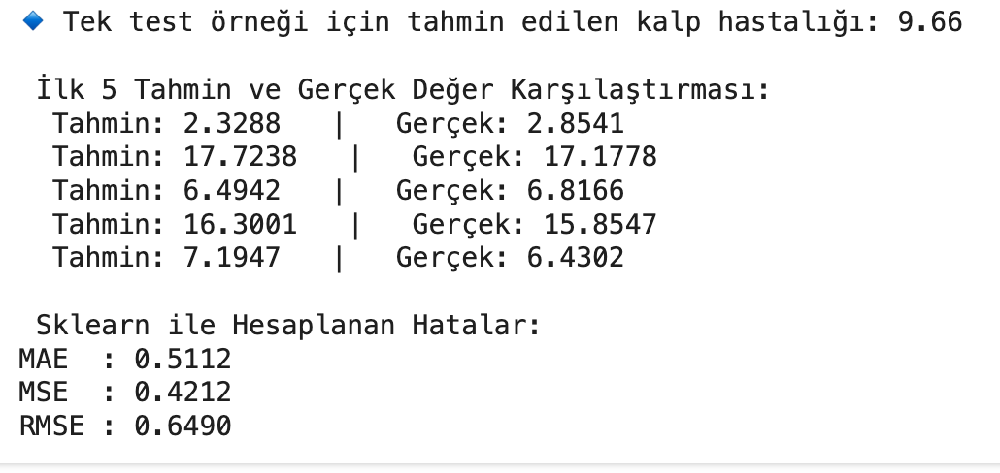 🔹 Tek test örneği için tahmin edilen kalp hastalığı: 9.66
İlk 5 Tahmin ve Gerçek Değer Karşılaştırması:
Tahmin: 2.3288 | Gerçek: 2.8541
Tahmin: 17.7238 | Gerçek: 17.1778
Tahmin: 6.4942 | Gerçek: 6.8166
Tahmin: 16.3001 | Gerçek: 15.8547
Tahmin: 7.1947 | Gerçek: 6.4302
Sklearn ile Hesaplanan Hatalar:
MAE : 0.5112
MSE : 0.4212
RMSE : 0.6490